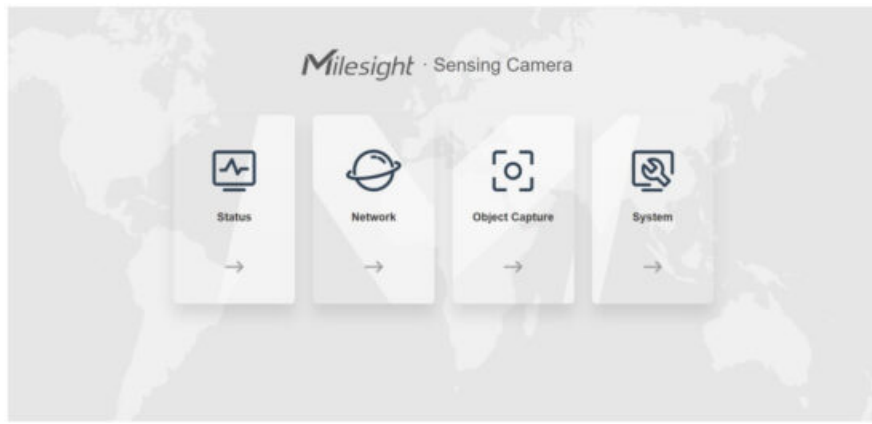 Milesight · Sensing Camera
Status
Network
Object Capture
System